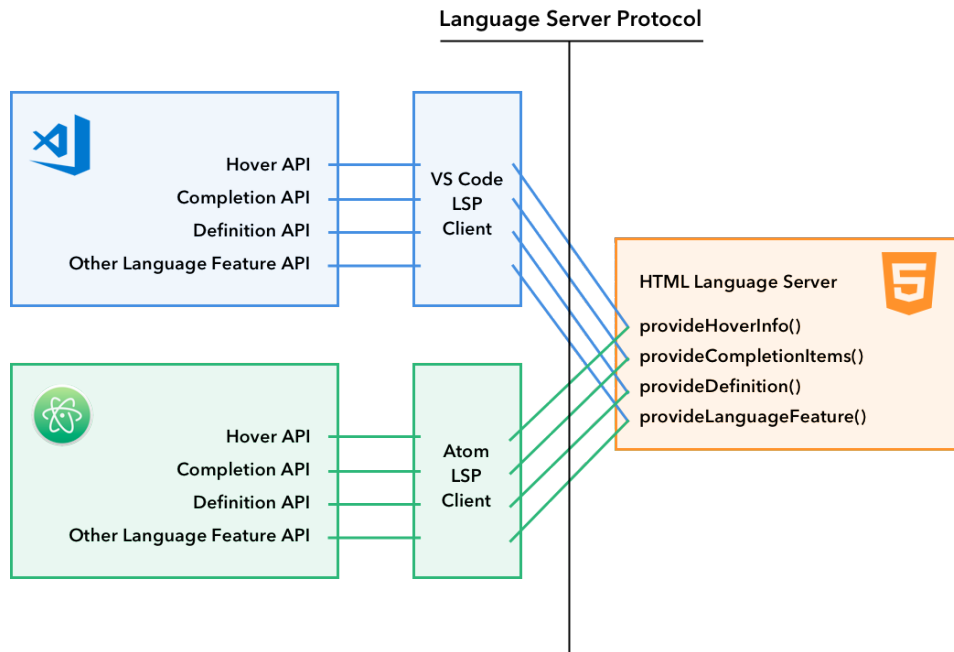 Language Server Protocol
Hover API
Completion API
Definition API
Other Language Feature API
VS Code
LSP
Client
HTML Language Server
provideHoverInfo()
provideCompletionItems()
provideDefinition()
provideLanguageFeature()
Hover API
Completion API
Definition API
Other Language Feature API
Atom
LSP
Client